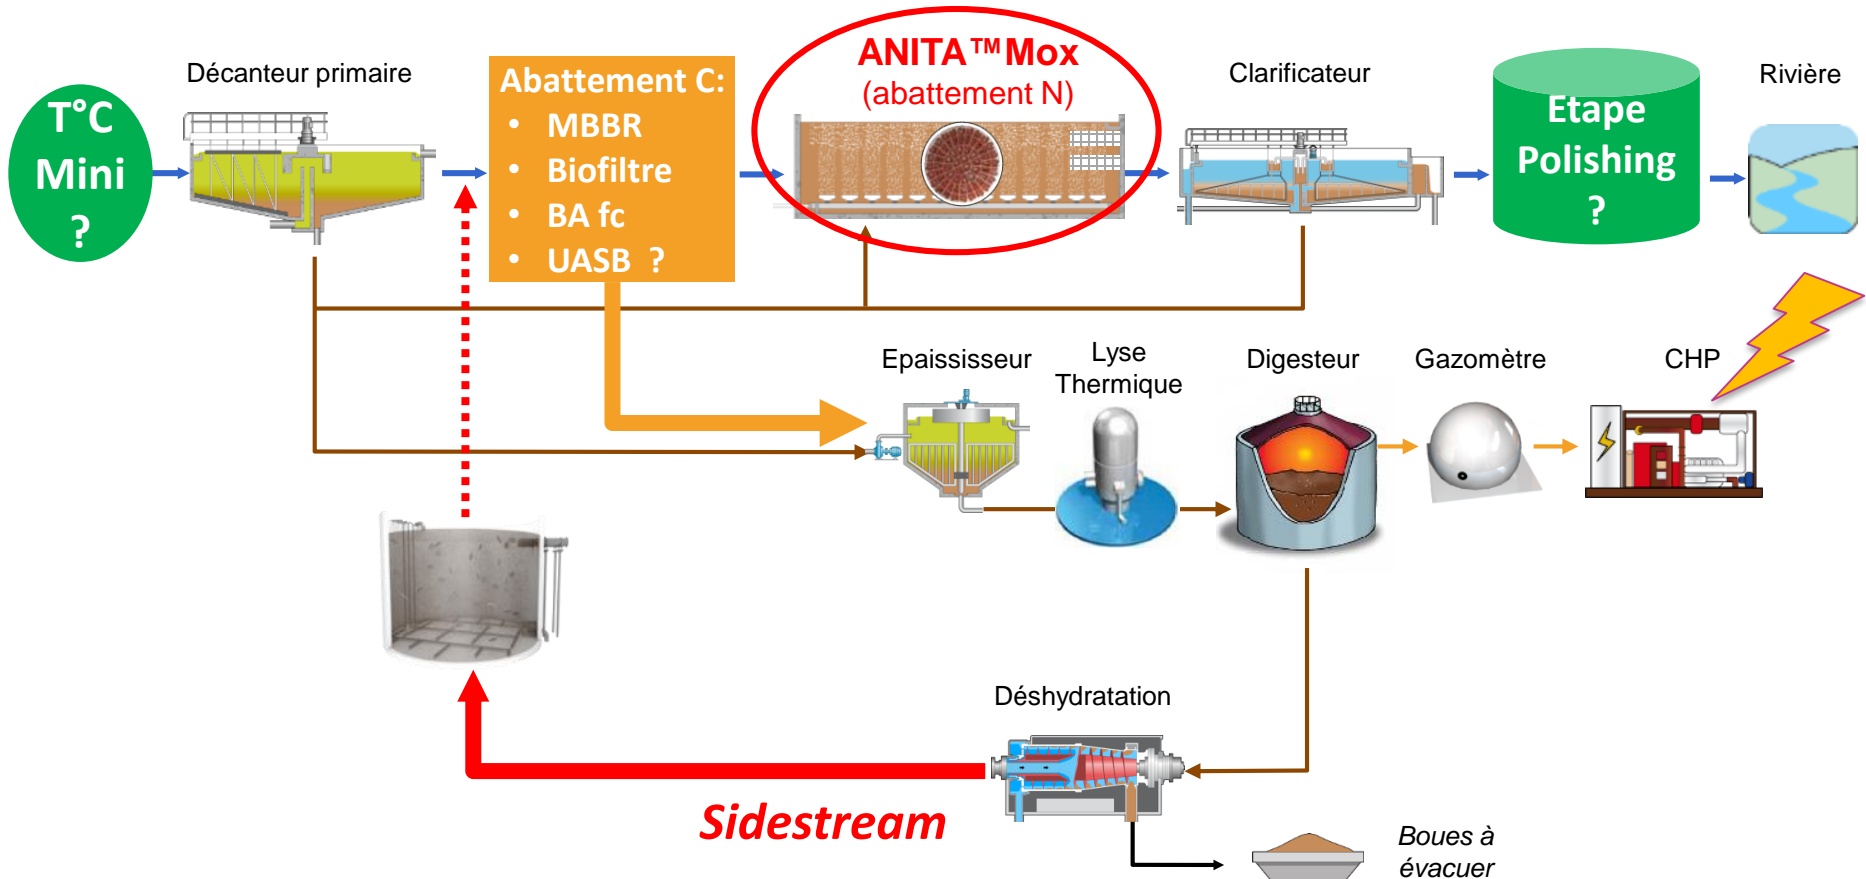 T°C
Mini
?
Décanteur primaire
Abattement C:
• MBBR
• Biofiltre
• BA fc
• UASB ?
ANITA™Mox
(abattement N)
Clarificateur
Etape
Polishing
?
Rivière
Epaississeur
Lyse
Thermique
Digesteur
Gazomètre
CHP
Déshydratation
Sidestream
Boues à
évacuer